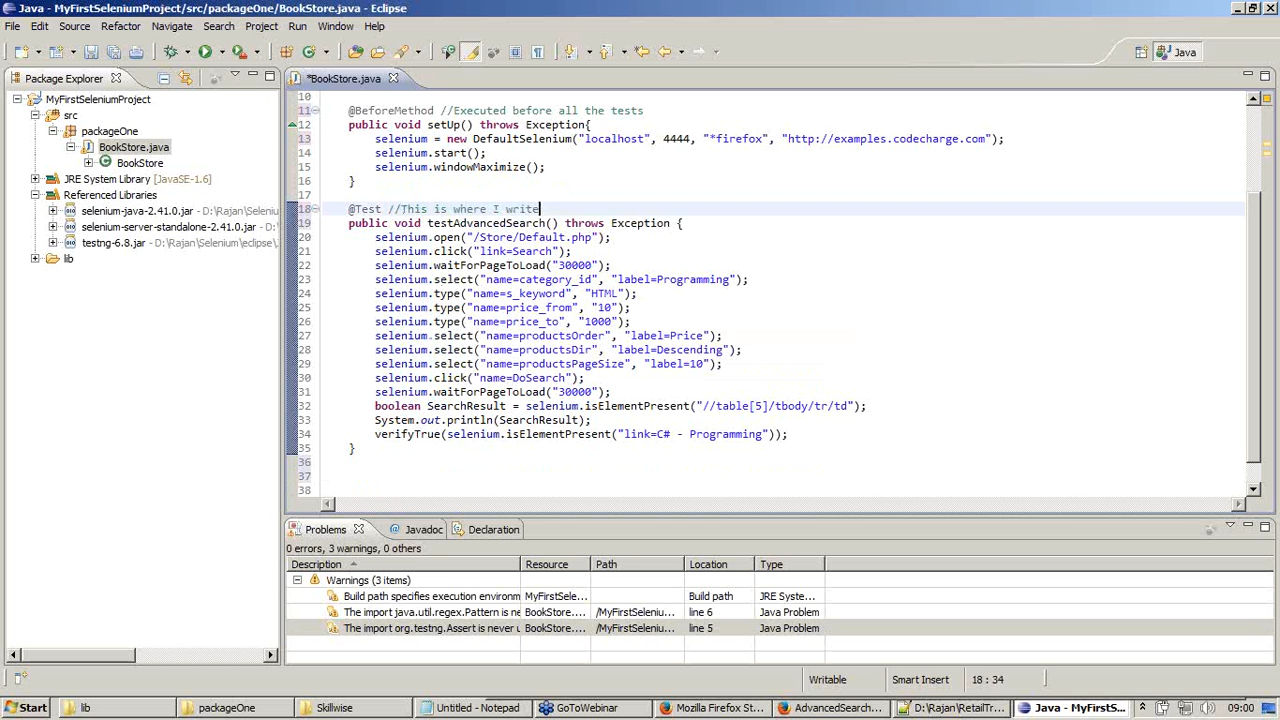 Java - MyFirstSeleniumProject/src/packageOne/BookStore.java - Eclipse
File Edit Source Refactor Navigate Search Project Run Window Help
Java
Package Explorer
*BookStore.java
MyFirstSeleniumProject
src
packageOne
BookStore.java
BookStore
JRE System Library [JavaSE-1.6]
Referenced Libraries
selenium-java-2.41.0.jar - D:\Rajan\Seleniu
selenium-server-standalone-2.41.0.jar - D:
testng-6.8.jar - D:\Rajan\Selenium\eclipse\
lib
10
11 @BeforeMethod //Executed before all the tests
12 public void setUp() throws Exception{
13 selenium = new DefaultSelenium("localhost", 4444, "*firefox", "http://examples.codecharge.com");
14 selenium.start();
15 selenium.windowMaximize();
16 }
17
18 @Test //This is where I write
19 public void testAdvancedSearch() throws Exception {
20 selenium.open("/Store/Default.php");
21 selenium.click("link=Search");
22 selenium.waitForPageToLoad("30000");
23 selenium.select("name=category_id", "label=Programming");
24 selenium.type("name=s_keyword", "HTML");
25 selenium.type("name=price_from", "10");
26 selenium.type("name=price_to", "1000");
27 selenium.select("name=productsOrder", "label=Price");
28 selenium.select("name=productsDir", "label=Descending");
29 selenium.select("name=productsPageSize", "label=10");
30 selenium.click("name=DoSearch");
31 selenium.waitForPageToLoad("30000");
32 boolean SearchResult = selenium.isElementPresent("//table[5]/tbody/tr/td");
33 System.out.println(SearchResult);
34 verifyTrue(selenium.isElementPresent("link=C# - Programming"));
35 }
36
37
38
Problems Javadoc Declaration
0 errors, 3 warnings, 0 others
Description Resource Path Location Type
Warnings (3 items)
Build path specifies execution environm MyFirstSele... Build path JRE Syste...
The import java.util.regex.Pattern is ne BookStore.... /MyFirstSeleniu... line 6 Java Problem
The import org.testng.Assert is never u BookStore.... /MyFirstSeleniu... line 5 Java Problem
Writable Smart Insert 18 : 34
Start lib packageOne Skillwise Untitled - Notepad GoToWebinar Mozilla Firefox St... AdvancedSearch... D:\Rajan\RetailTr... Java - MyFirstS... 09:00